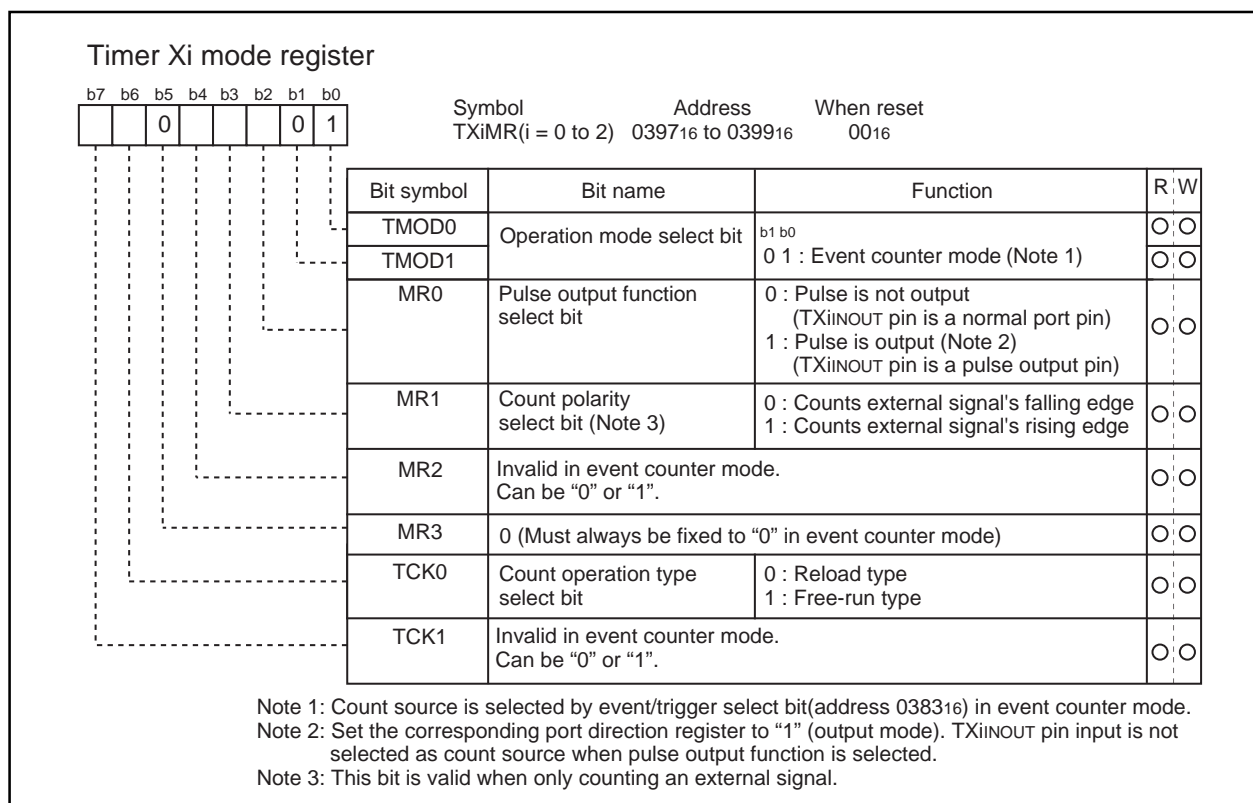 Timer Xi mode register
b7 b6 b5 b4 b3 b2 b1 b0
0 0 1
Symbol Address When reset
TXiMR(i = 0 to 2) 039716 to 039916 0016
Bit symbol Bit name Function R W
TMOD0 Operation mode select bit b1 b0
TMOD1 0 1 : Event counter mode (Note 1)
MR0 Pulse output function 0 : Pulse is not output
select bit (TXiINOUT pin is a normal port pin)
1 : Pulse is output (Note 2)
(TXiINOUT pin is a pulse output pin)
MR1 Count polarity 0 : Counts external signal's falling edge
select bit (Note 3) 1 : Counts external signal's rising edge
MR2 Invalid in event counter mode.
Can be “0” or “1”.
MR3 0 (Must always be fixed to “0” in event counter mode)
TCK0 Count operation type 0 : Reload type
select bit 1 : Free-run type
TCK1 Invalid in event counter mode.
Can be “0” or “1”.
Note 1: Count source is selected by event/trigger select bit(address 038316) in event counter mode.
Note 2: Set the corresponding port direction register to “1” (output mode). TXiINOUT pin input is not
selected as count source when pulse output function is selected.
Note 3: This bit is valid when only counting an external signal.